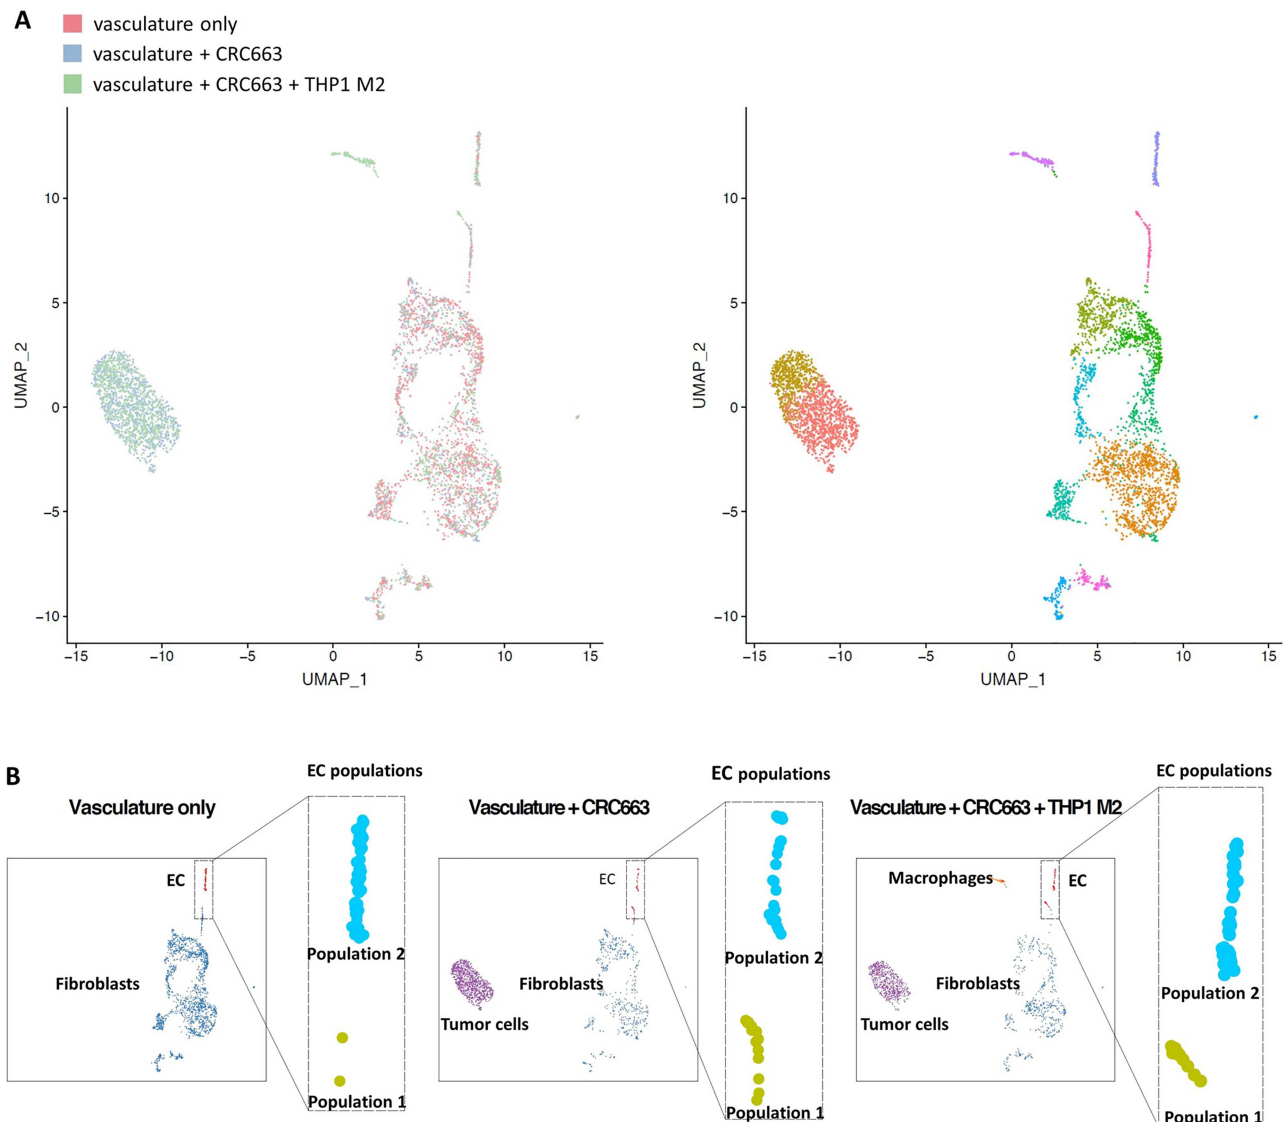 A
vasculature only
vasculature + CRC663
vasculature + CRC663 + THP1 M2
10
5
0
−5
−10
UMAP_2
−15
−10
−5
0
5
10
15
UMAP_1
10
5
0
−5
−10
UMAP_2
−15
−10
−5
0
5
10
15
UMAP_1
B
Vasculature only
EC populations
EC
Fibroblasts
Population 2
Population 1
Vasculature + CRC663
EC populations
EC
Fibroblasts
Tumor cells
Population 2
Population 1
Vasculature + CRC663 + THP1 M2
EC populations
Macrophages
EC
Fibroblasts
Tumor cells
Population 2
Population 1